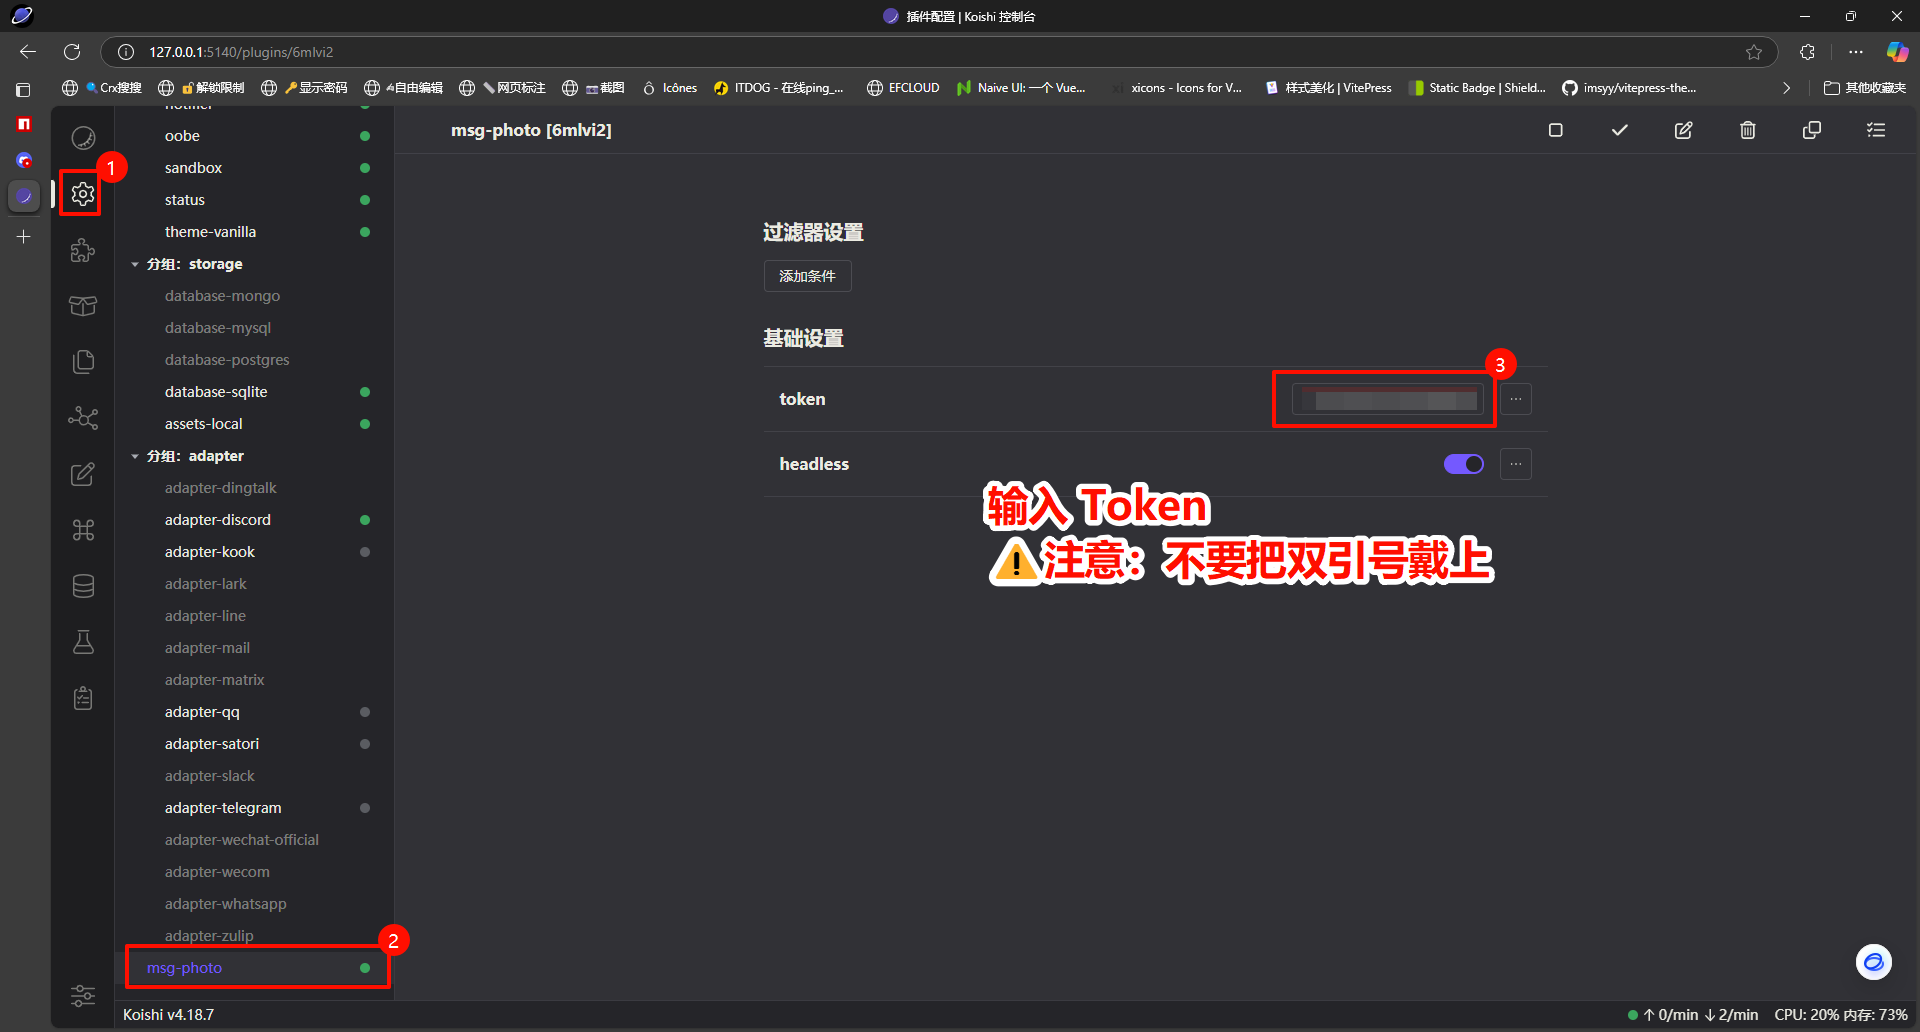 插件配置 | Koishi 控制台
127.0.0.1:5140/plugins/6mlvi2
Crx搜搜
解锁限制
显示密码
自由编辑
网页标注
截图
Icônes
ITDOG - 在线ping_...
EFCLOUD
Naive UI: 一个 Vue...
xicons - Icons for V...
样式美化 | VitePress
Static Badge | Shield...
imsyy/vitepress-the...
其他收藏夹
notifier
oobe
sandbox
status
theme-vanilla
分组：storage
database-mongo
database-mysql
database-postgres
database-sqlite
assets-local
分组：adapter
adapter-dingtalk
adapter-discord
adapter-kook
adapter-lark
adapter-line
adapter-mail
adapter-matrix
adapter-qq
adapter-satori
adapter-slack
adapter-telegram
adapter-wechat-official
adapter-wecom
adapter-whatsapp
adapter-zulip
msg-photo
1
2
msg-photo [6mlvi2]
过滤器设置
添加条件
基础设置
token
3
headless
输入 Token
⚠注意：不要把双引号戴上
Koishi v4.18.7
↑ 0/min ↓ 2/min
CPU: 20% 内存: 73%